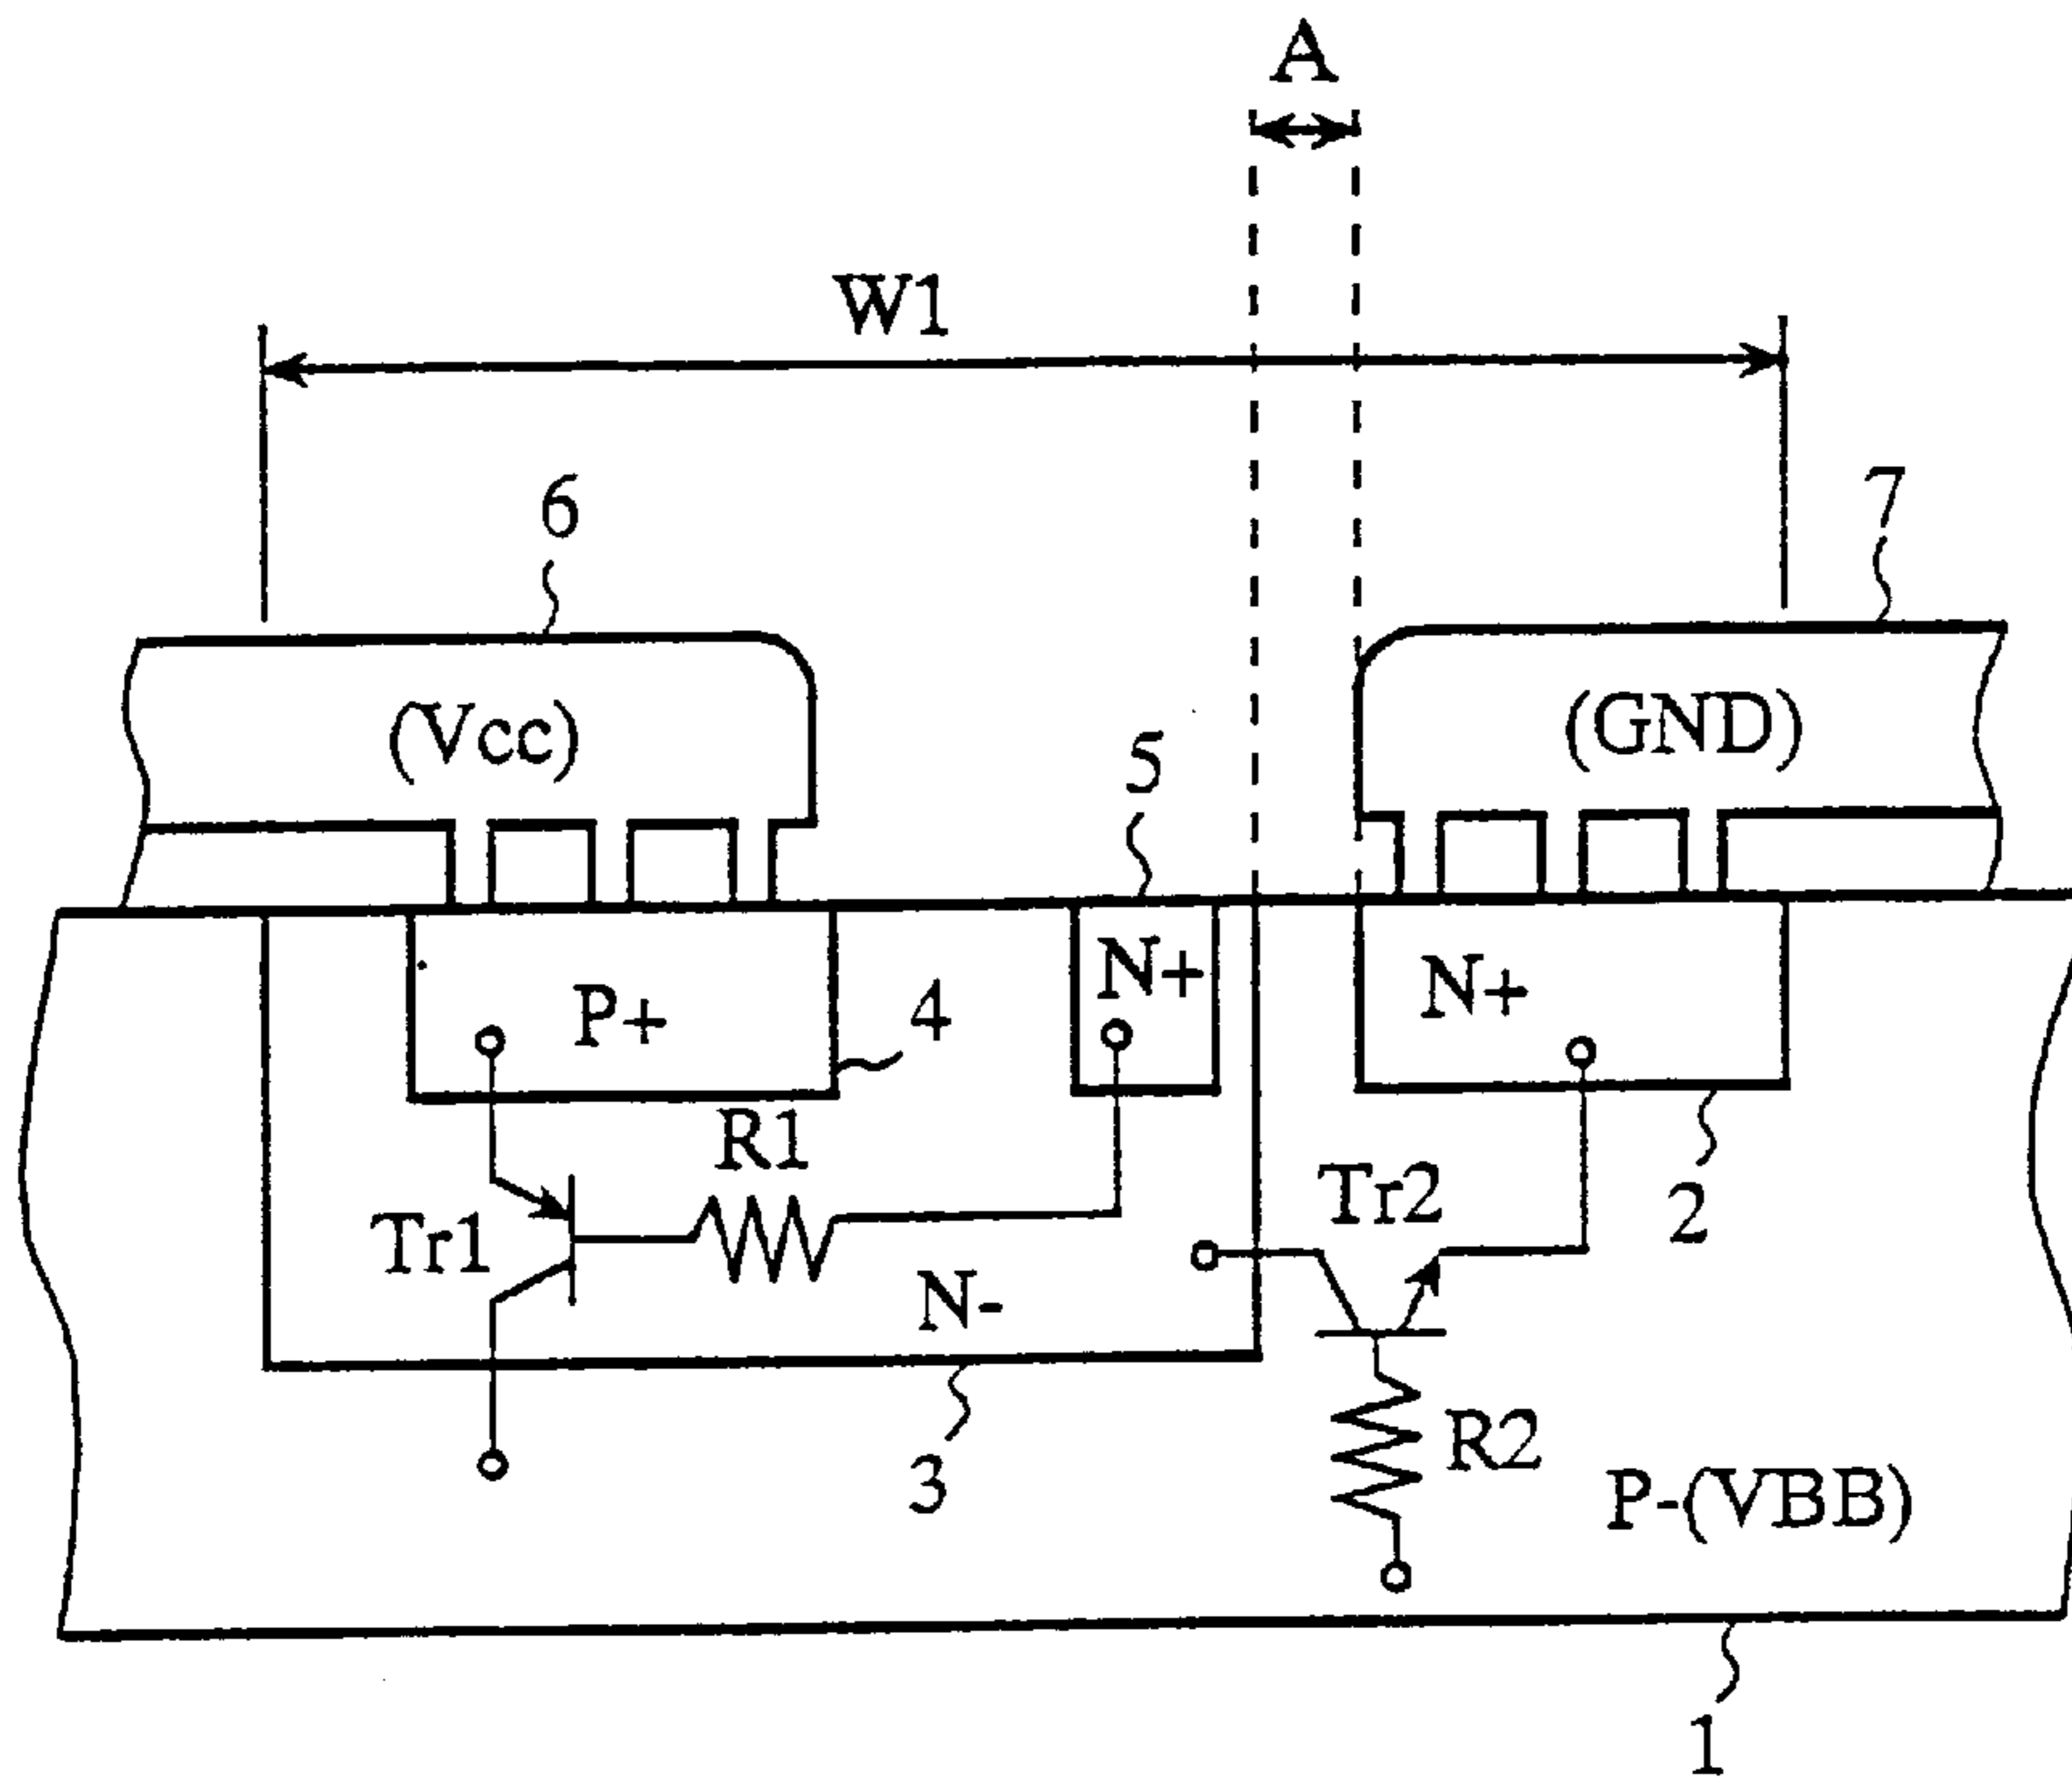 A
W1
6
7
(Vcc)
(GND)
5
P+
4
N+
N+
R1
Tr1
Tr2
2
N-
3
R2
P-(VBB)
1